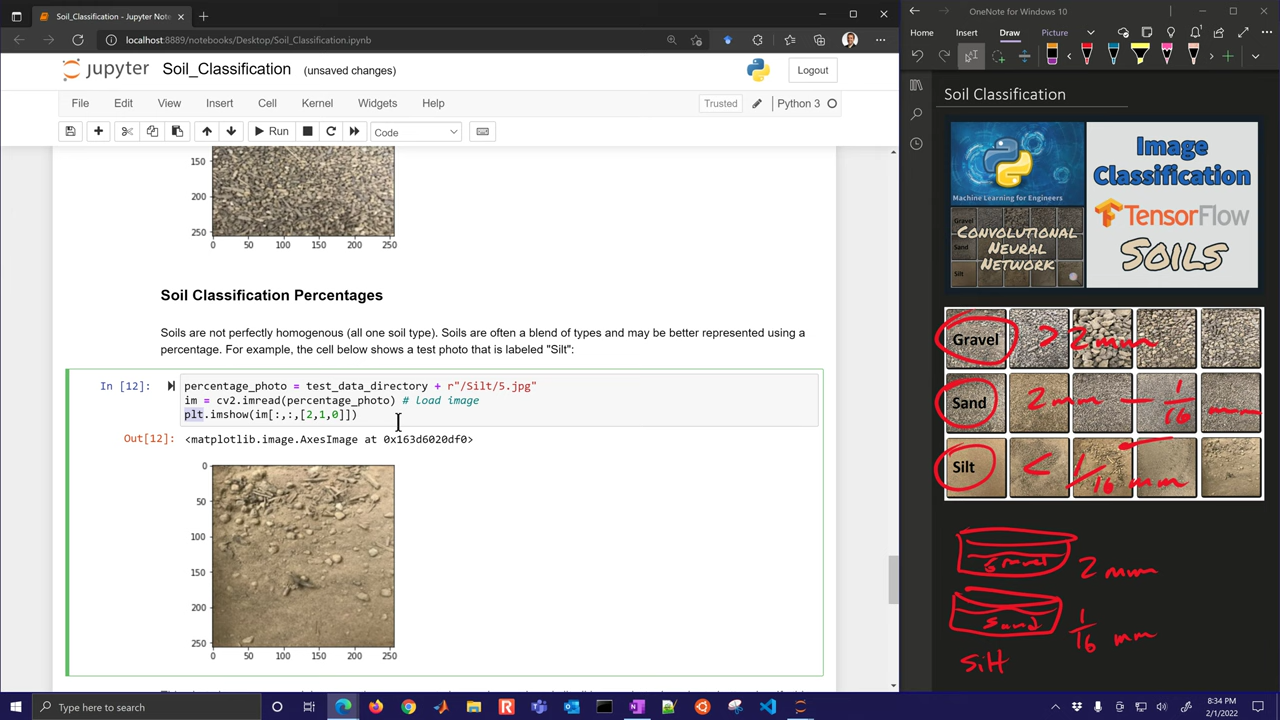 Soil_Classification - Jupyter Note
localhost:8889/notebooks/Desktop/Soil_Classification.ipynb
jupyter Soil_Classification (unsaved changes)
Logout
File Edit View Insert Cell Kernel Widgets Help
Trusted
Python 3
Run
Code
150
200
250
0 50 100 150 200 250
Soil Classification Percentages
Soils are not perfectly homogenous (all one soil type). Soils are often a blend of types and may be better represented using a
percentage. For example, the cell below shows a test photo that is labeled "Silt":
In [12]:
percentage_photo = test_data_directory + r"/Silt/5.jpg"
im = cv2.imread(percentage_photo) # load image
plt.imshow(im[:,:,[2,1,0]])
Out[12]: <matplotlib.image.AxesImage at 0x163d6020df0>
0
50
100
150
200
250
0 50 100 150 200 250
Type here to search
OneNote for Windows 10
Home Insert Draw Picture
Soil Classification
Machine Learning for Engineers
Gravel
Sand
Silt
CONVOLUTIONAL
NEURAL
NETWORK
Image
Classification
TensorFlow
SOILS
Gravel > 2mm
Sand 2mm - 1/16 mm
Silt < 1/16 mm
Gravel 2 mm
Sand 1/16 mm
Silt
8:34 PM
2/1/2022